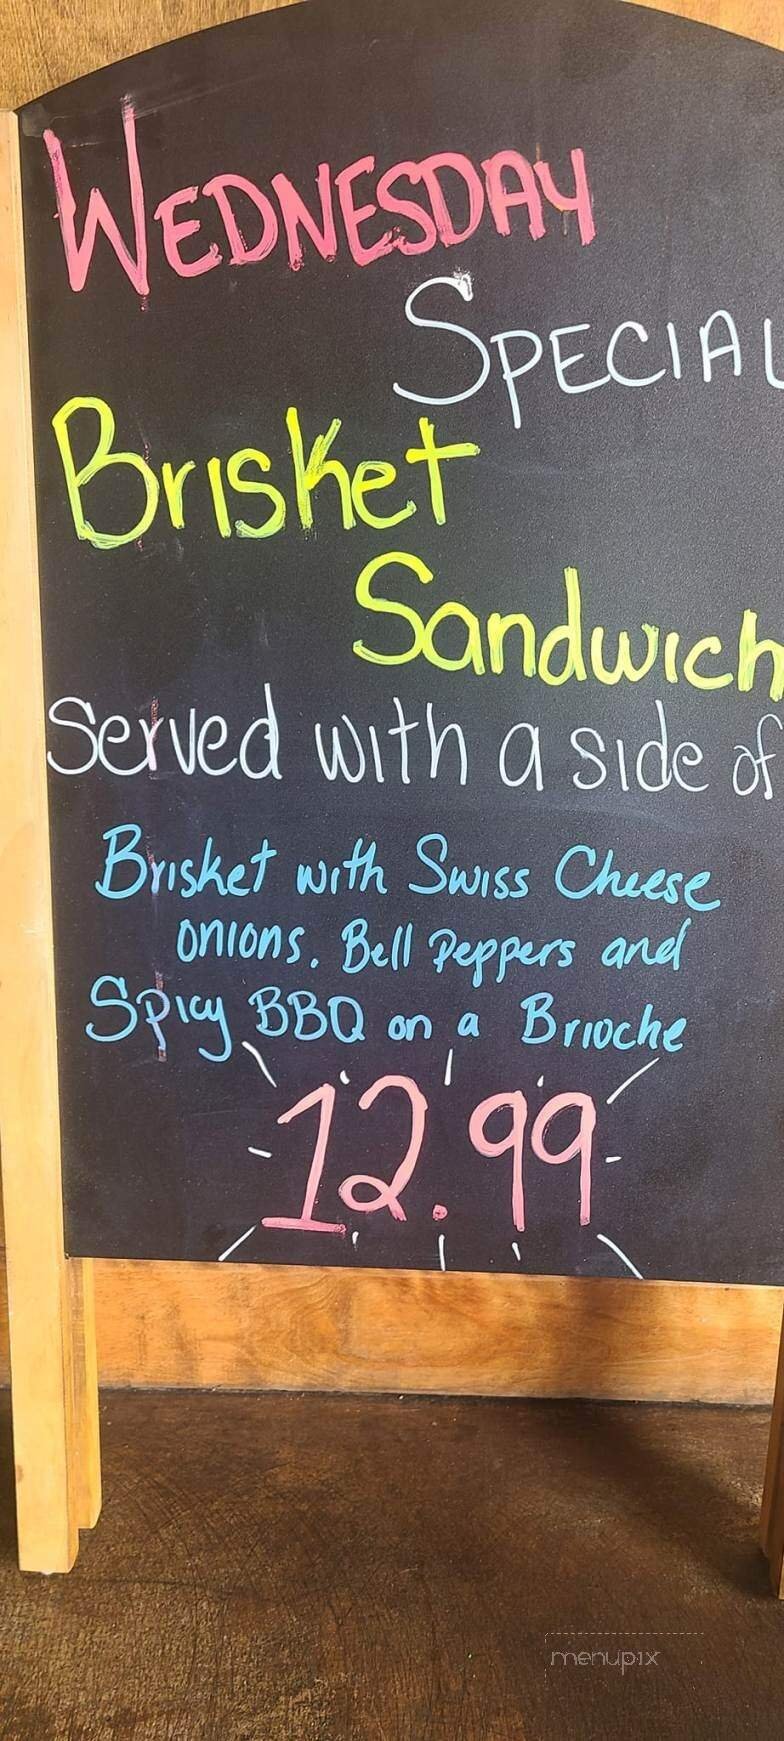 WEDNESDAY
SPECIAL
Brisket
Sandwich
Served with a side of
Brisket with Swiss Cheese
onions. Bell Peppers and
Spicy BBQ on a Brioche
12.99
menupix